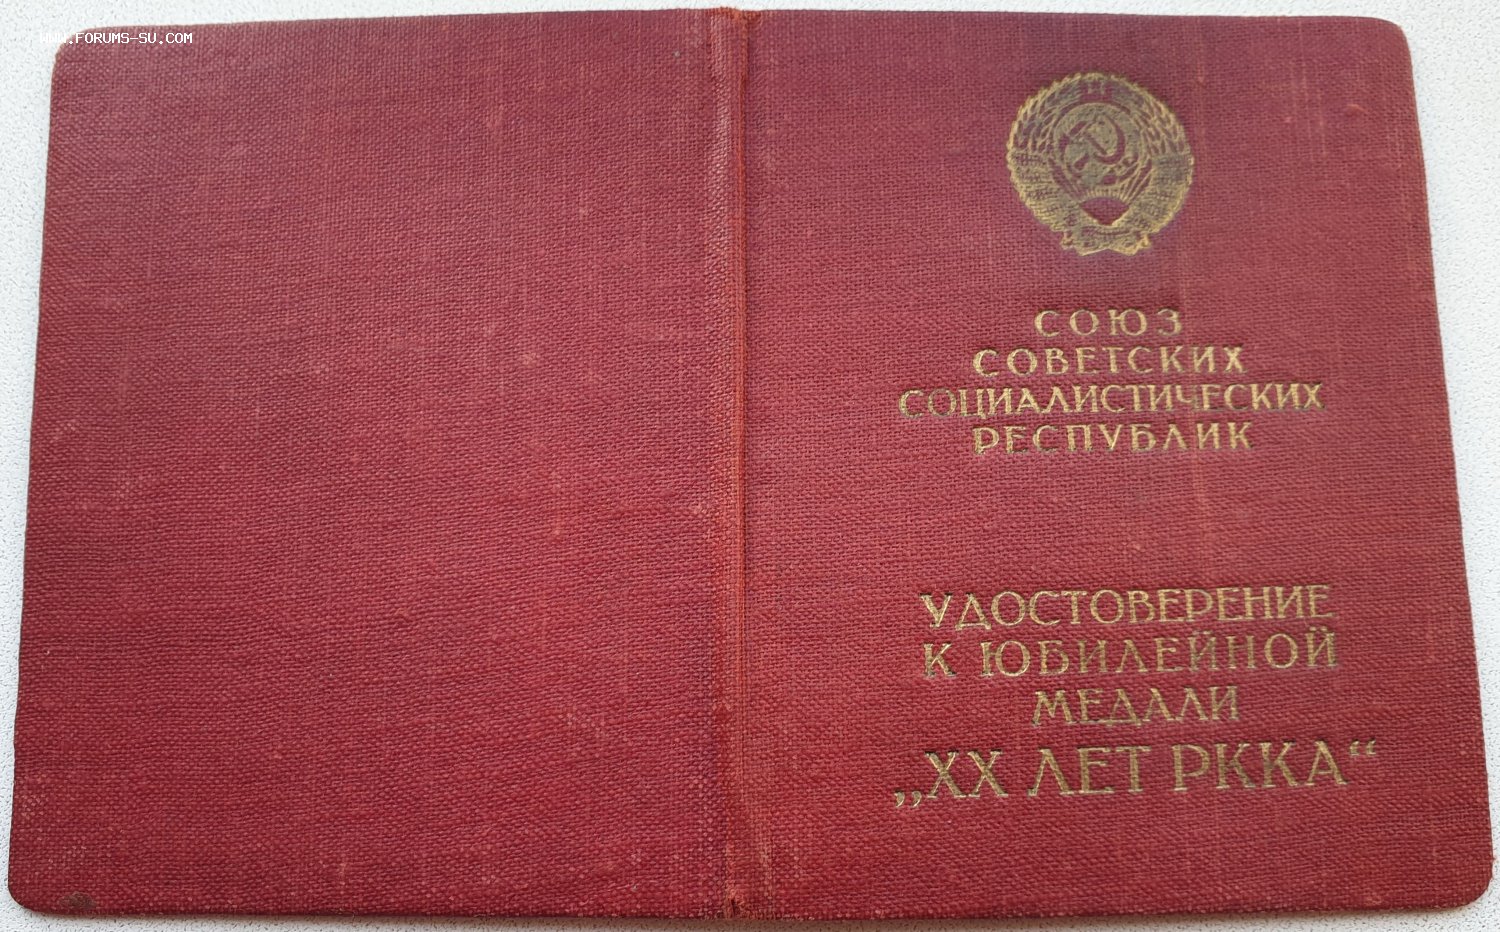 WWW.FORUMS-SU.COM
СОЮЗ
СОВЕТСКИХ
СОЦИАЛИСТИЧЕСКИХ
РЕСПУБЛИК
УДОСТОВЕРЕНИЕ
К ЮБИЛЕЙНОЙ
МЕДАЛИ
„XX ЛЕТ РККА“